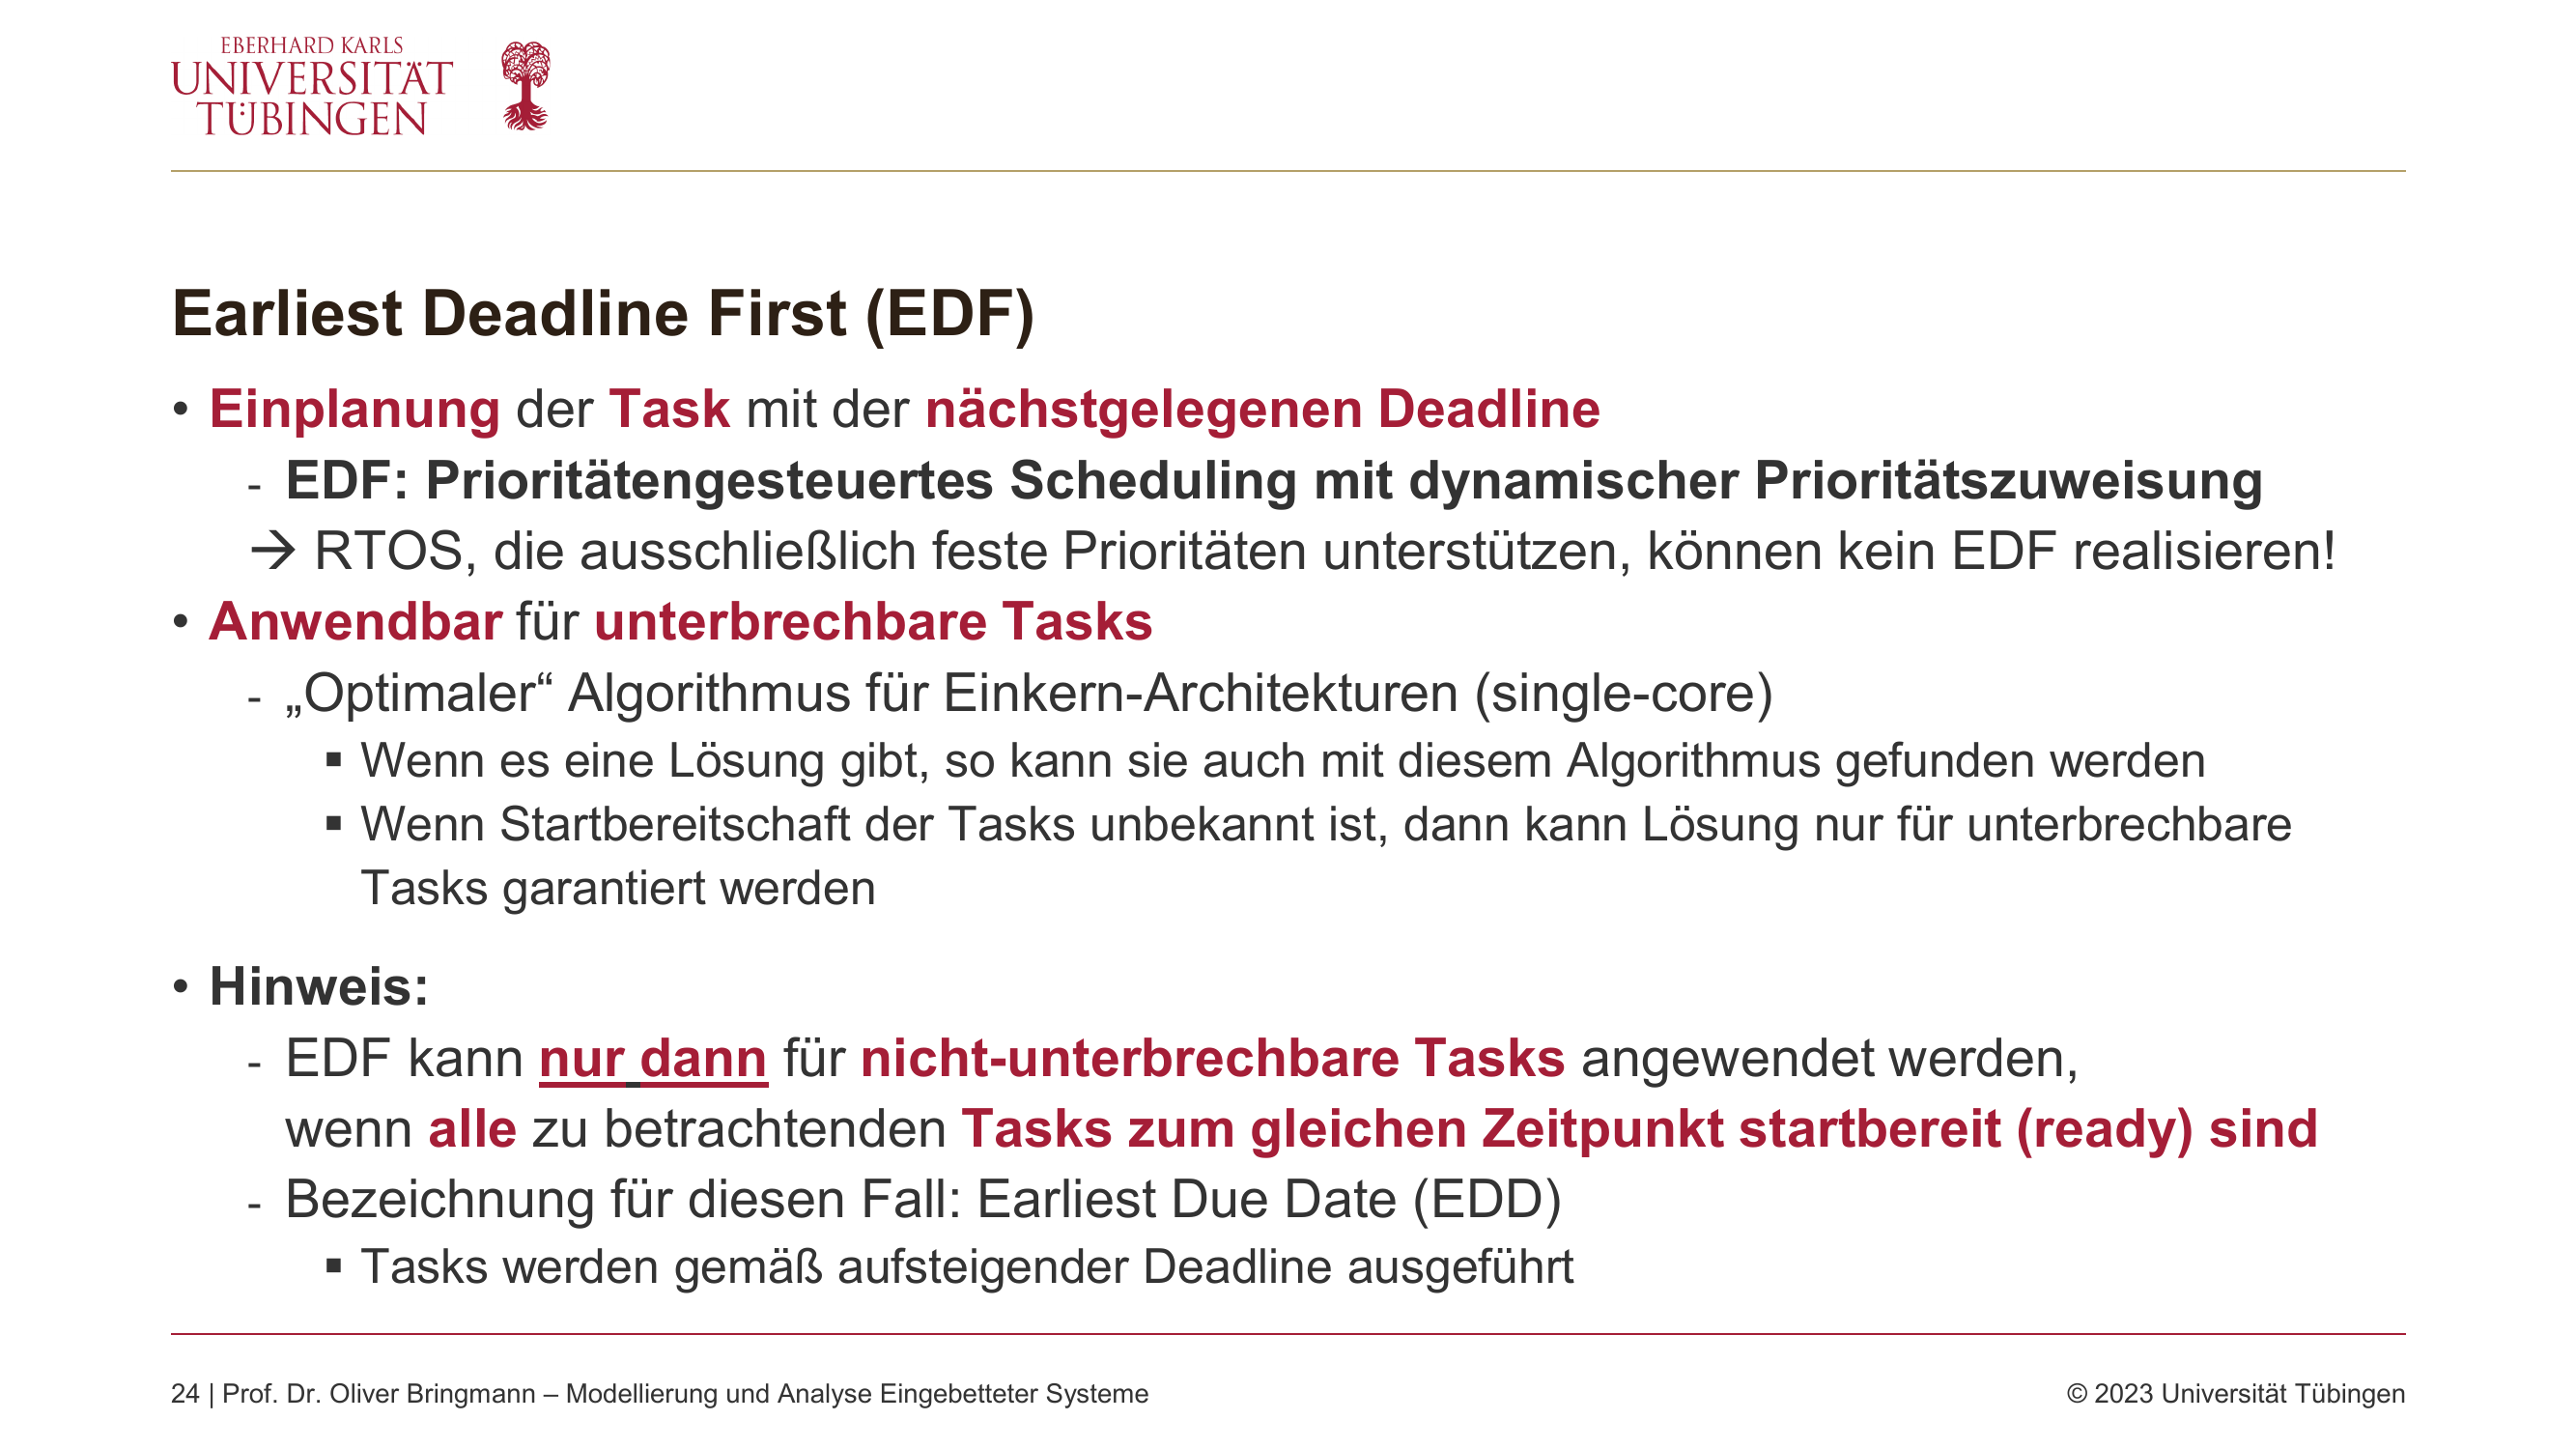 EBERHARD KARLS
UNIVERSITÄT
TÜBINGEN
Earliest Deadline First (EDF)
• Einplanung der Task mit der nächstgelegenen Deadline
- EDF: Prioritätengesteuertes Scheduling mit dynamischer Prioritätszuweisung
→ RTOS, die ausschließlich feste Prioritäten unterstützen, können kein EDF realisieren!
• Anwendbar für unterbrechbare Tasks
- „Optimaler“ Algorithmus für Einkern-Architekturen (single-core)
▪ Wenn es eine Lösung gibt, so kann sie auch mit diesem Algorithmus gefunden werden
▪ Wenn Startbereitschaft der Tasks unbekannt ist, dann kann Lösung nur für unterbrechbare
Tasks garantiert werden
• Hinweis:
- EDF kann nur dann für nicht-unterbrechbare Tasks angewendet werden,
wenn alle zu betrachtenden Tasks zum gleichen Zeitpunkt startbereit (ready) sind
- Bezeichnung für diesen Fall: Earliest Due Date (EDD)
▪ Tasks werden gemäß aufsteigender Deadline ausgeführt
24 | Prof. Dr. Oliver Bringmann – Modellierung und Analyse Eingebetteter Systeme
© 2023 Universität Tübingen